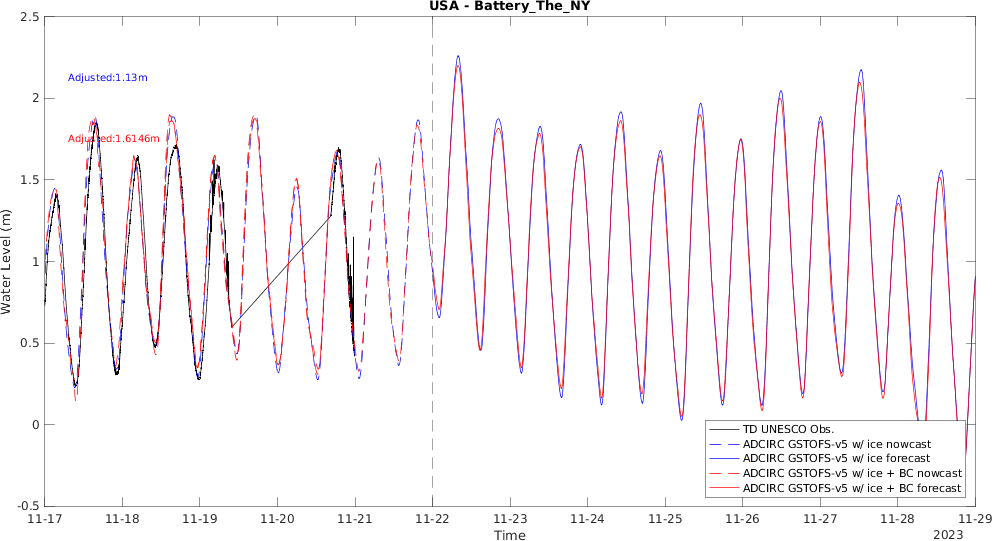 USA - Battery_The_NY
2.5
2
1.5
1
0.5
0
-0.5
Water Level (m)
Adjusted:1.13m
Adjusted:1.6146m
TD UNESCO Obs.
ADCIRC GSTOFS-v5 w/ ice nowcast
ADCIRC GSTOFS-v5 w/ ice forecast
ADCIRC GSTOFS-v5 w/ ice + BC nowcast
ADCIRC GSTOFS-v5 w/ ice + BC forecast
11-17 11-18 11-19 11-20 11-21 11-22 11-23 11-24 11-25 11-26 11-27 11-28 11-29
Time
2023